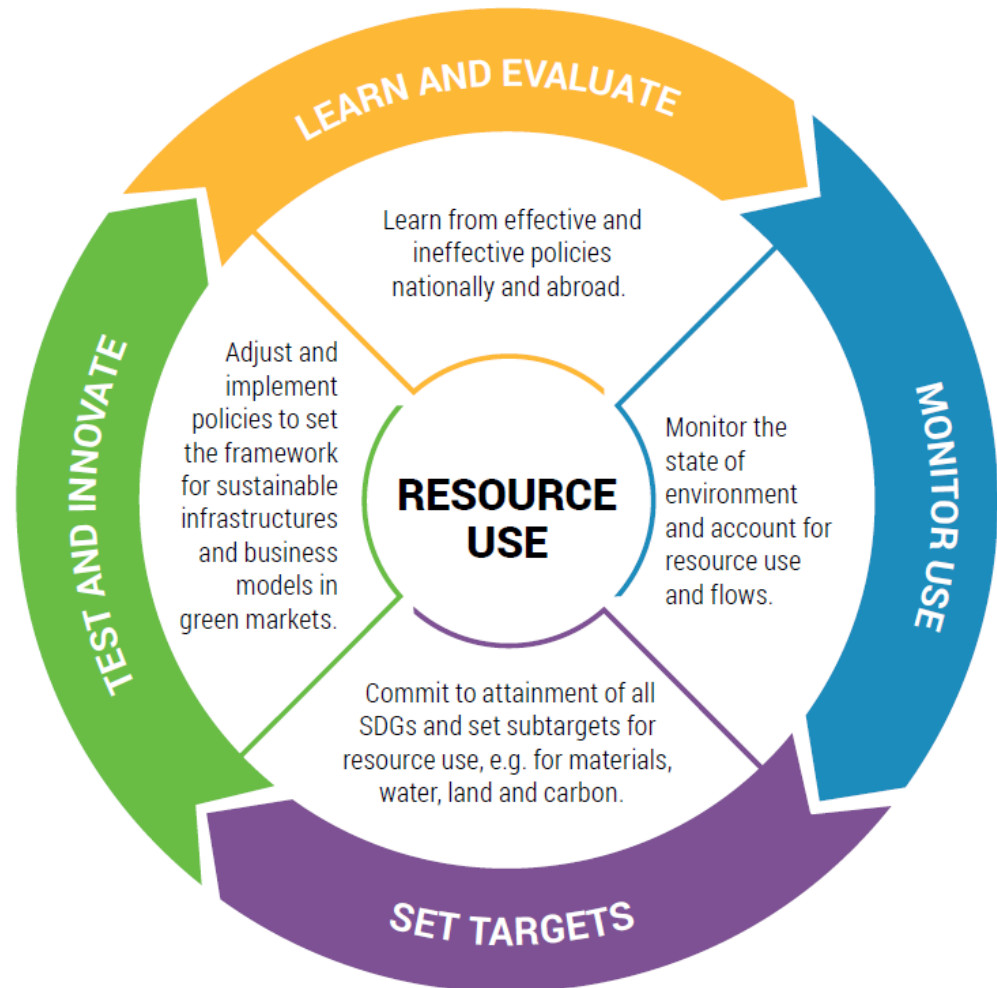 LEARN AND EVALUATE
Learn from effective and
ineffective policies
nationally and abroad.
MONITOR USE
Monitor the
state of
environment
and account for
resource use
and flows.
SET TARGETS
Commit to attainment of all
SDGs and set subtargets for
resource use, e.g. for materials,
water, land and carbon.
TEST AND INNOVATE
Adjust and
implement
policies to set
the framework
for sustainable
infrastructures
and business
models in
green markets.
RESOURCE
USE